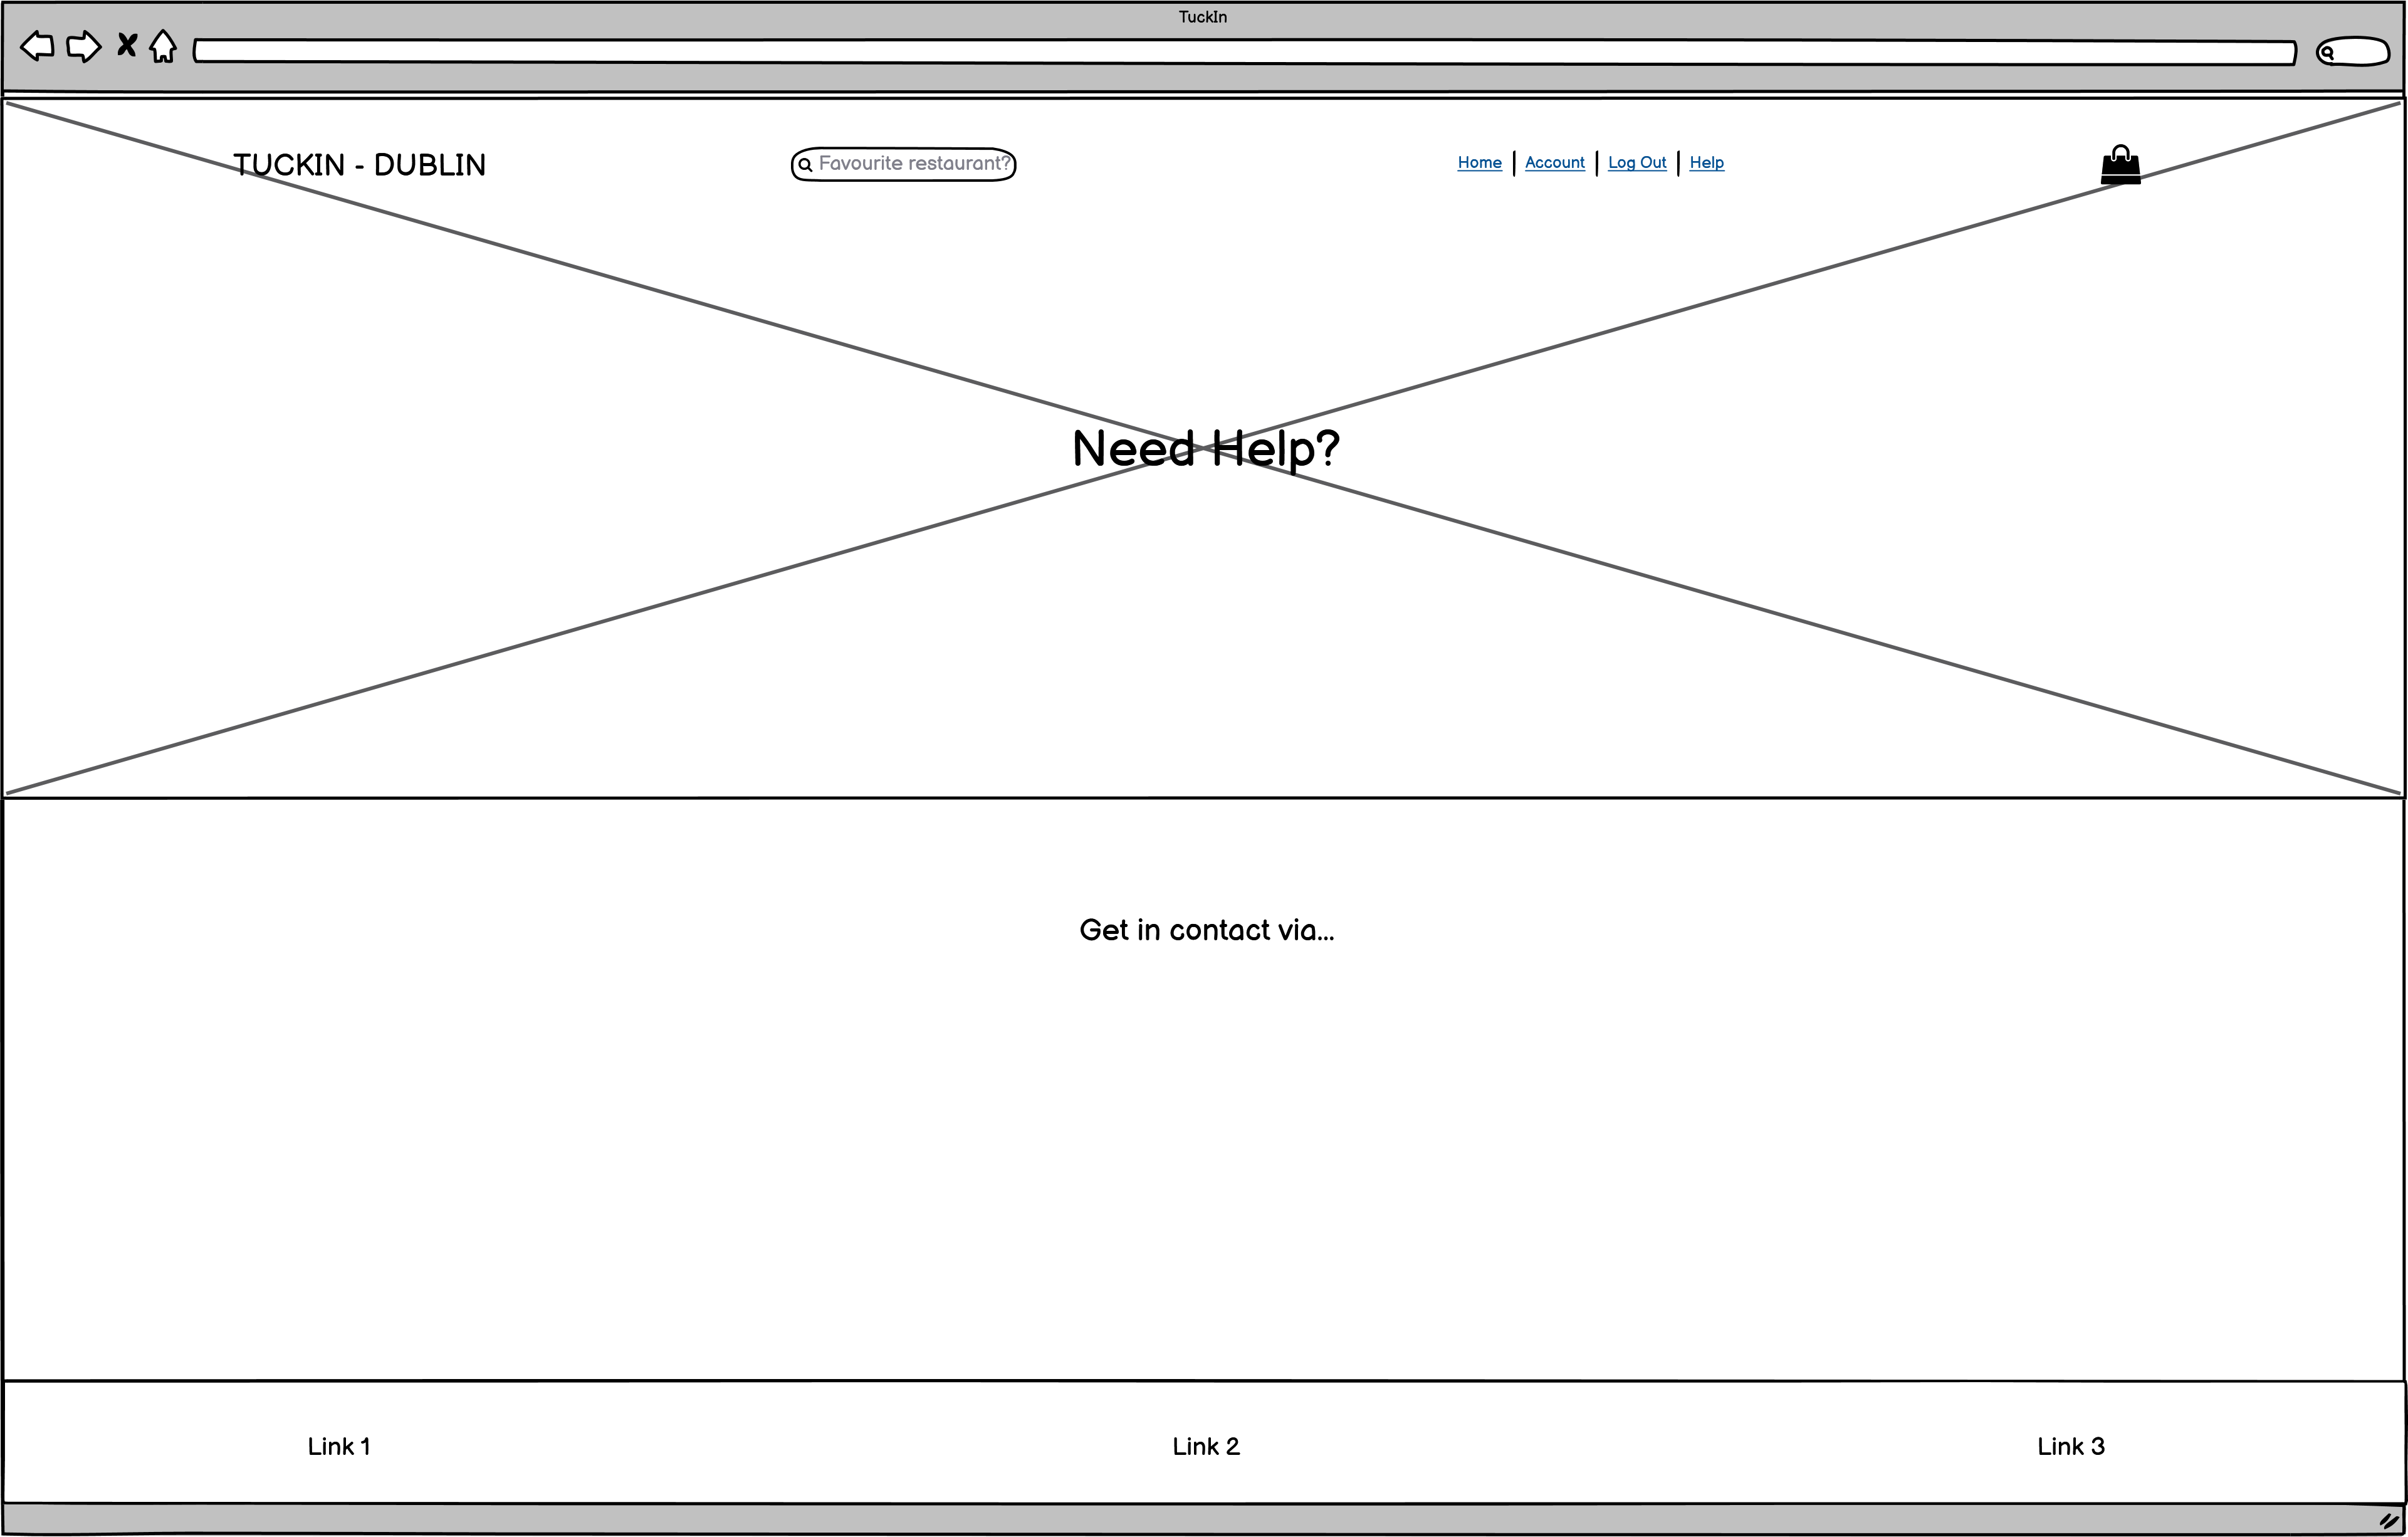 TuckIn
TUCKIN - DUBLIN
Favourite restaurant?
Home | Account | Log Out | Help
Need Help?
Get in contact via...
Link 1
Link 2
Link 3